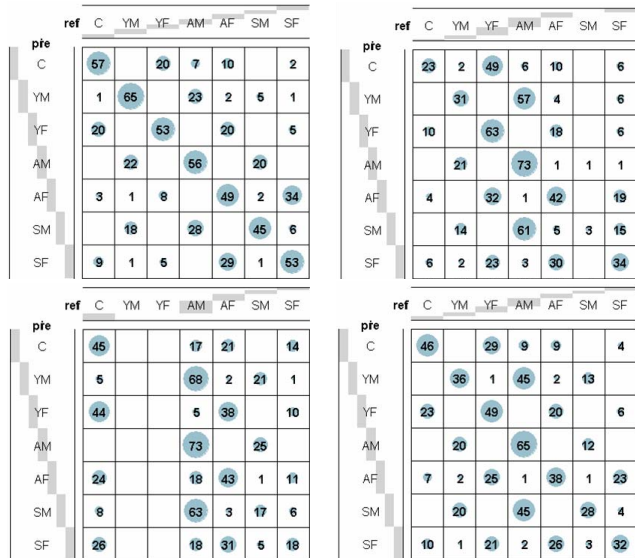 ref C YM YF AM AF SM SF
pře
C 57 20 7 10 2
YM 1 65 23 2 5 1
YF 20 53 20 5
AM 22 56 20
AF 3 1 8 49 2 34
SM 18 28 45 6
SF 9 1 5 29 1 53
ref C YM YF AM AF SM SF
pře
C 23 2 49 6 10 6
YM 31 57 4 6
YF 10 63 18 6
AM 21 73 1 1 1
AF 4 32 1 42 19
SM 14 61 5 3 15
SF 6 2 23 3 30 34
ref C YM YF AM AF SM SF
pře
C 45 17 21 14
YM 5 68 2 21 1
YF 44 5 38 10
AM 73 25
AF 24 18 43 1 11
SM 8 63 3 17 6
SF 26 18 31 5 18
ref C YM YF AM AF SM SF
pře
C 46 29 9 9 4
YM 36 1 45 2 13
YF 23 49 20 6
AM 20 65 12
AF 7 2 25 1 38 1 23
SM 20 45 28 4
SF 10 1 21 2 26 3 32